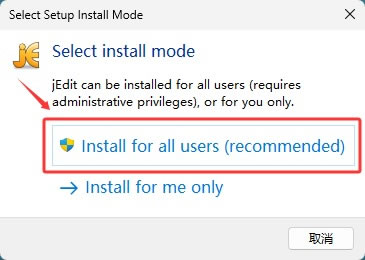 Select Setup Install Mode
jE
Select install mode
jEdit can be installed for all users (requires
administrative privileges), or for you only.
Install for all users (recommended)
Install for me only
取消